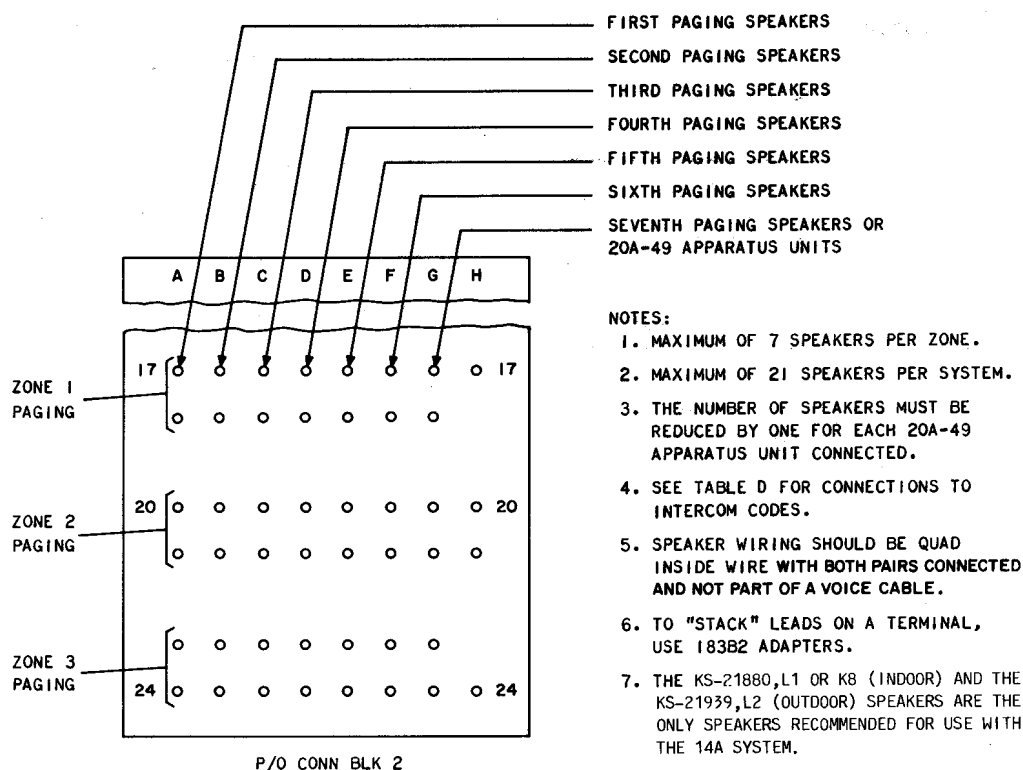 FIRST PAGING SPEAKERS
SECOND PAGING SPEAKERS
THIRD PAGING SPEAKERS
FOURTH PAGING SPEAKERS
FIFTH PAGING SPEAKERS
SIXTH PAGING SPEAKERS
SEVENTH PAGING SPEAKERS OR
20A-49 APPARATUS UNITS
A B C D E F G H
ZONE 1
PAGING
17 17
ZONE 2
PAGING
20 20
ZONE 3
PAGING
24 24
P/O CONN BLK 2
NOTES:
1. MAXIMUM OF 7 SPEAKERS PER ZONE.
2. MAXIMUM OF 21 SPEAKERS PER SYSTEM.
3. THE NUMBER OF SPEAKERS MUST BE
REDUCED BY ONE FOR EACH 20A-49
APPARATUS UNIT CONNECTED.
4. SEE TABLE D FOR CONNECTIONS TO
INTERCOM CODES.
5. SPEAKER WIRING SHOULD BE QUAD
INSIDE WIRE WITH BOTH PAIRS CONNECTED
AND NOT PART OF A VOICE CABLE.
6. TO "STACK" LEADS ON A TERMINAL,
USE 183B2 ADAPTERS.
7. THE KS-21880,L1 OR K8 (INDOOR) AND THE
KS-21939,L2 (OUTDOOR) SPEAKERS ARE THE
ONLY SPEAKERS RECOMMENDED FOR USE WITH
THE 14A SYSTEM.